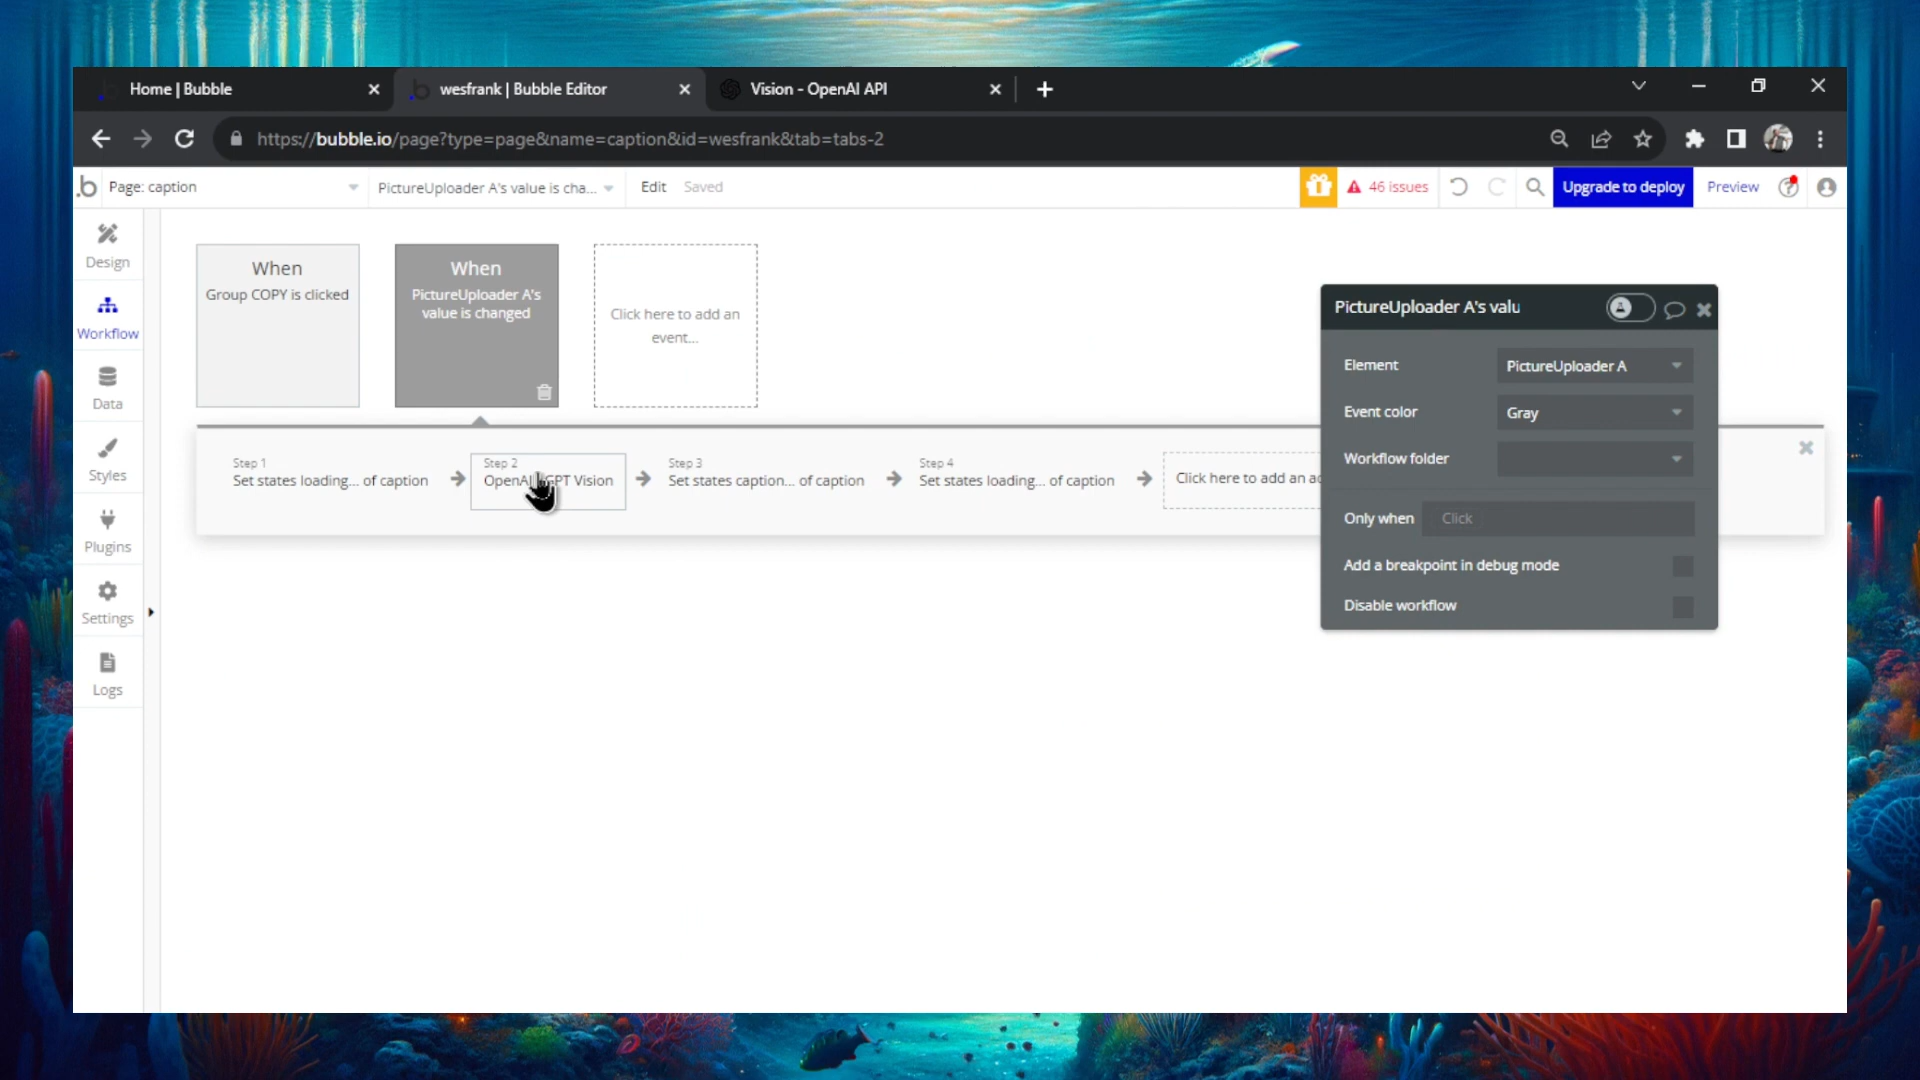 Home | Bubble
wesfrank | Bubble Editor
Vision - OpenAI API
https://bubble.io/page?type=page&name=caption&id=wesfrank&tab=tabs-2
Page: caption
PictureUploader A's value is cha...
Edit
Saved
46 issues
Upgrade to deploy
Preview
Design
Workflow
Data
Styles
Plugins
Settings
Logs
When
Group COPY is clicked
When
PictureUploader A's
value is changed
Click here to add an
event...
Step 1
Set states loading... of caption
Step 2
OpenAI GPT Vision
Step 3
Set states caption... of caption
Step 4
Set states loading... of caption
Click here to add an ac
PictureUploader A's valu
Element
PictureUploader A
Event color
Gray
Workflow folder
Only when
Click
Add a breakpoint in debug mode
Disable workflow